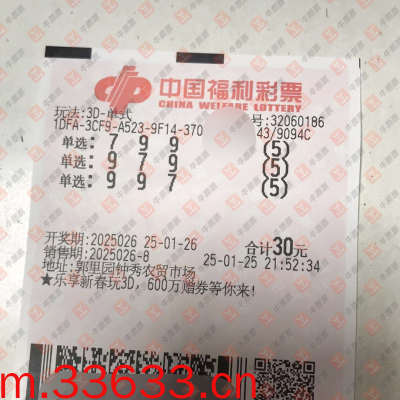 中国福利彩票
CHINA WELFARE LOTTERY
玩法:3D-单式
号:32060186
1DFA-3CF9-A523-9F14-370
43/9094C
单选: 7 9 9 (5)
单选: 9 7 9 (5)
单选: 9 9 7 (5)
开奖期:2025026 25-01-26 合计30元
销售期:2025026-8 25-01-25 21:52:34
地址:郭里园钟秀农贸市场
★乐享新春玩3D, 600万赠券等你来!
m.33633.cn